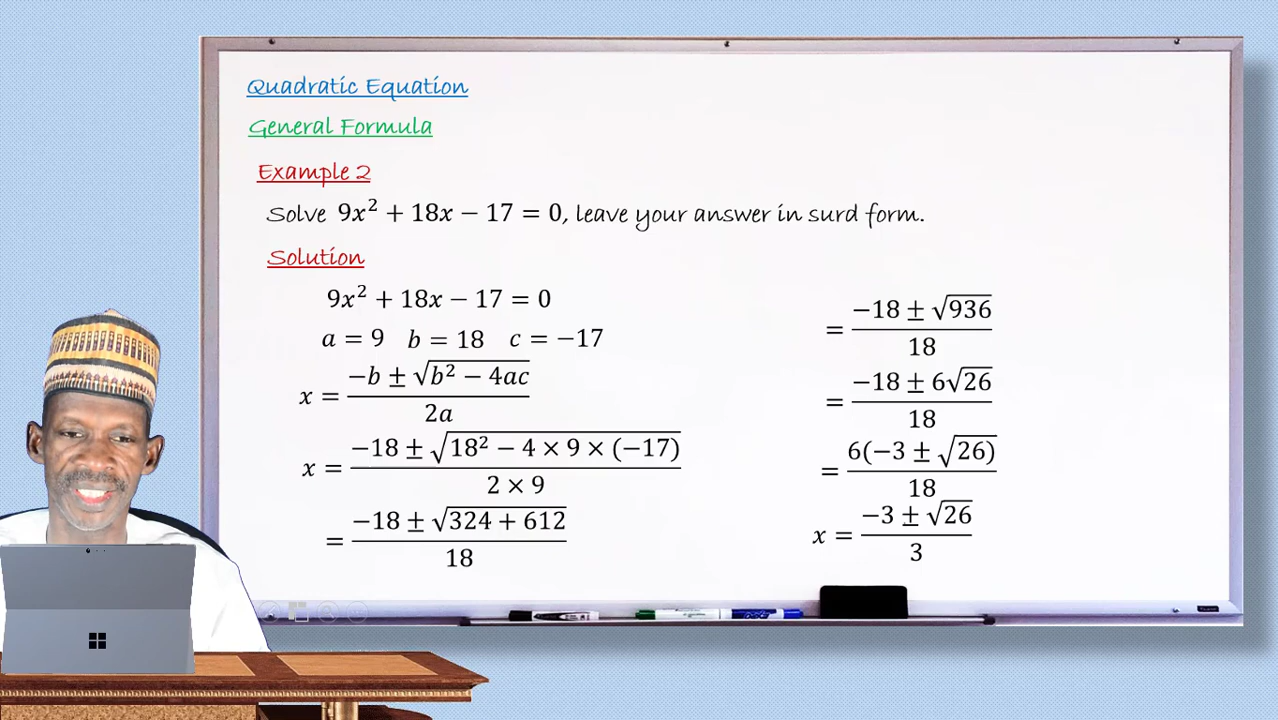 Quadratic Equation
General Formula
Example 2
Solve 9x² + 18x − 17 = 0, leave your answer in surd form.
Solution
9x² + 18x − 17 = 0
a = 9 b = 18 c = −17
x = (−b ± √(b² − 4ac)) / 2a
x = (−18 ± √(18² − 4 × 9 × (−17))) / (2 × 9)
= (−18 ± √(324 + 612)) / 18
= (−18 ± √936) / 18
= (−18 ± 6√26) / 18
= 6(−3 ± √26) / 18
x = (−3 ± √26) / 3